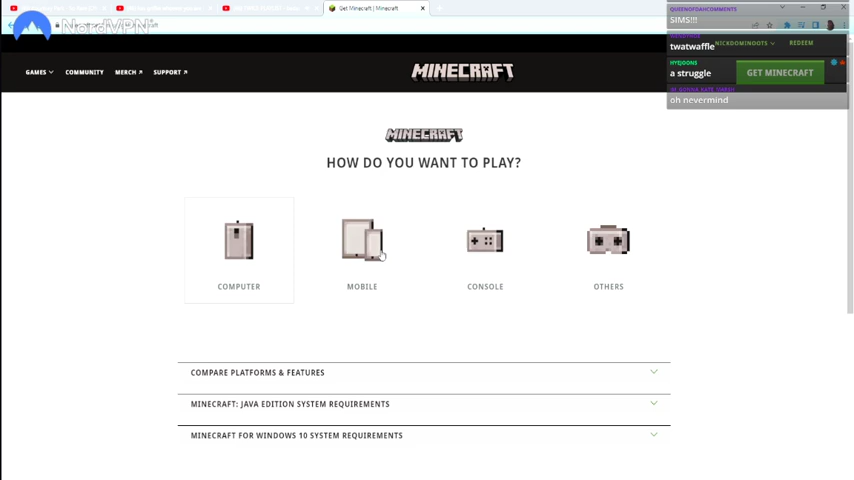 Get Minecraft | Minecraft
NordVPN
QUEENOFDAHCOMMENTS
SIMS!!!
twatwaffle
NICKDOMINDOTS
REDEEM
HYEJOONS
a struggle
GET MINECRAFT
oh nevermind
GAMES
COMMUNITY
MERCH
SUPPORT
MINECRAFT
MINECRAFT
HOW DO YOU WANT TO PLAY?
COMPUTER
MOBILE
CONSOLE
OTHERS
COMPARE PLATFORMS & FEATURES
MINECRAFT: JAVA EDITION SYSTEM REQUIREMENTS
MINECRAFT FOR WINDOWS 10 SYSTEM REQUIREMENTS